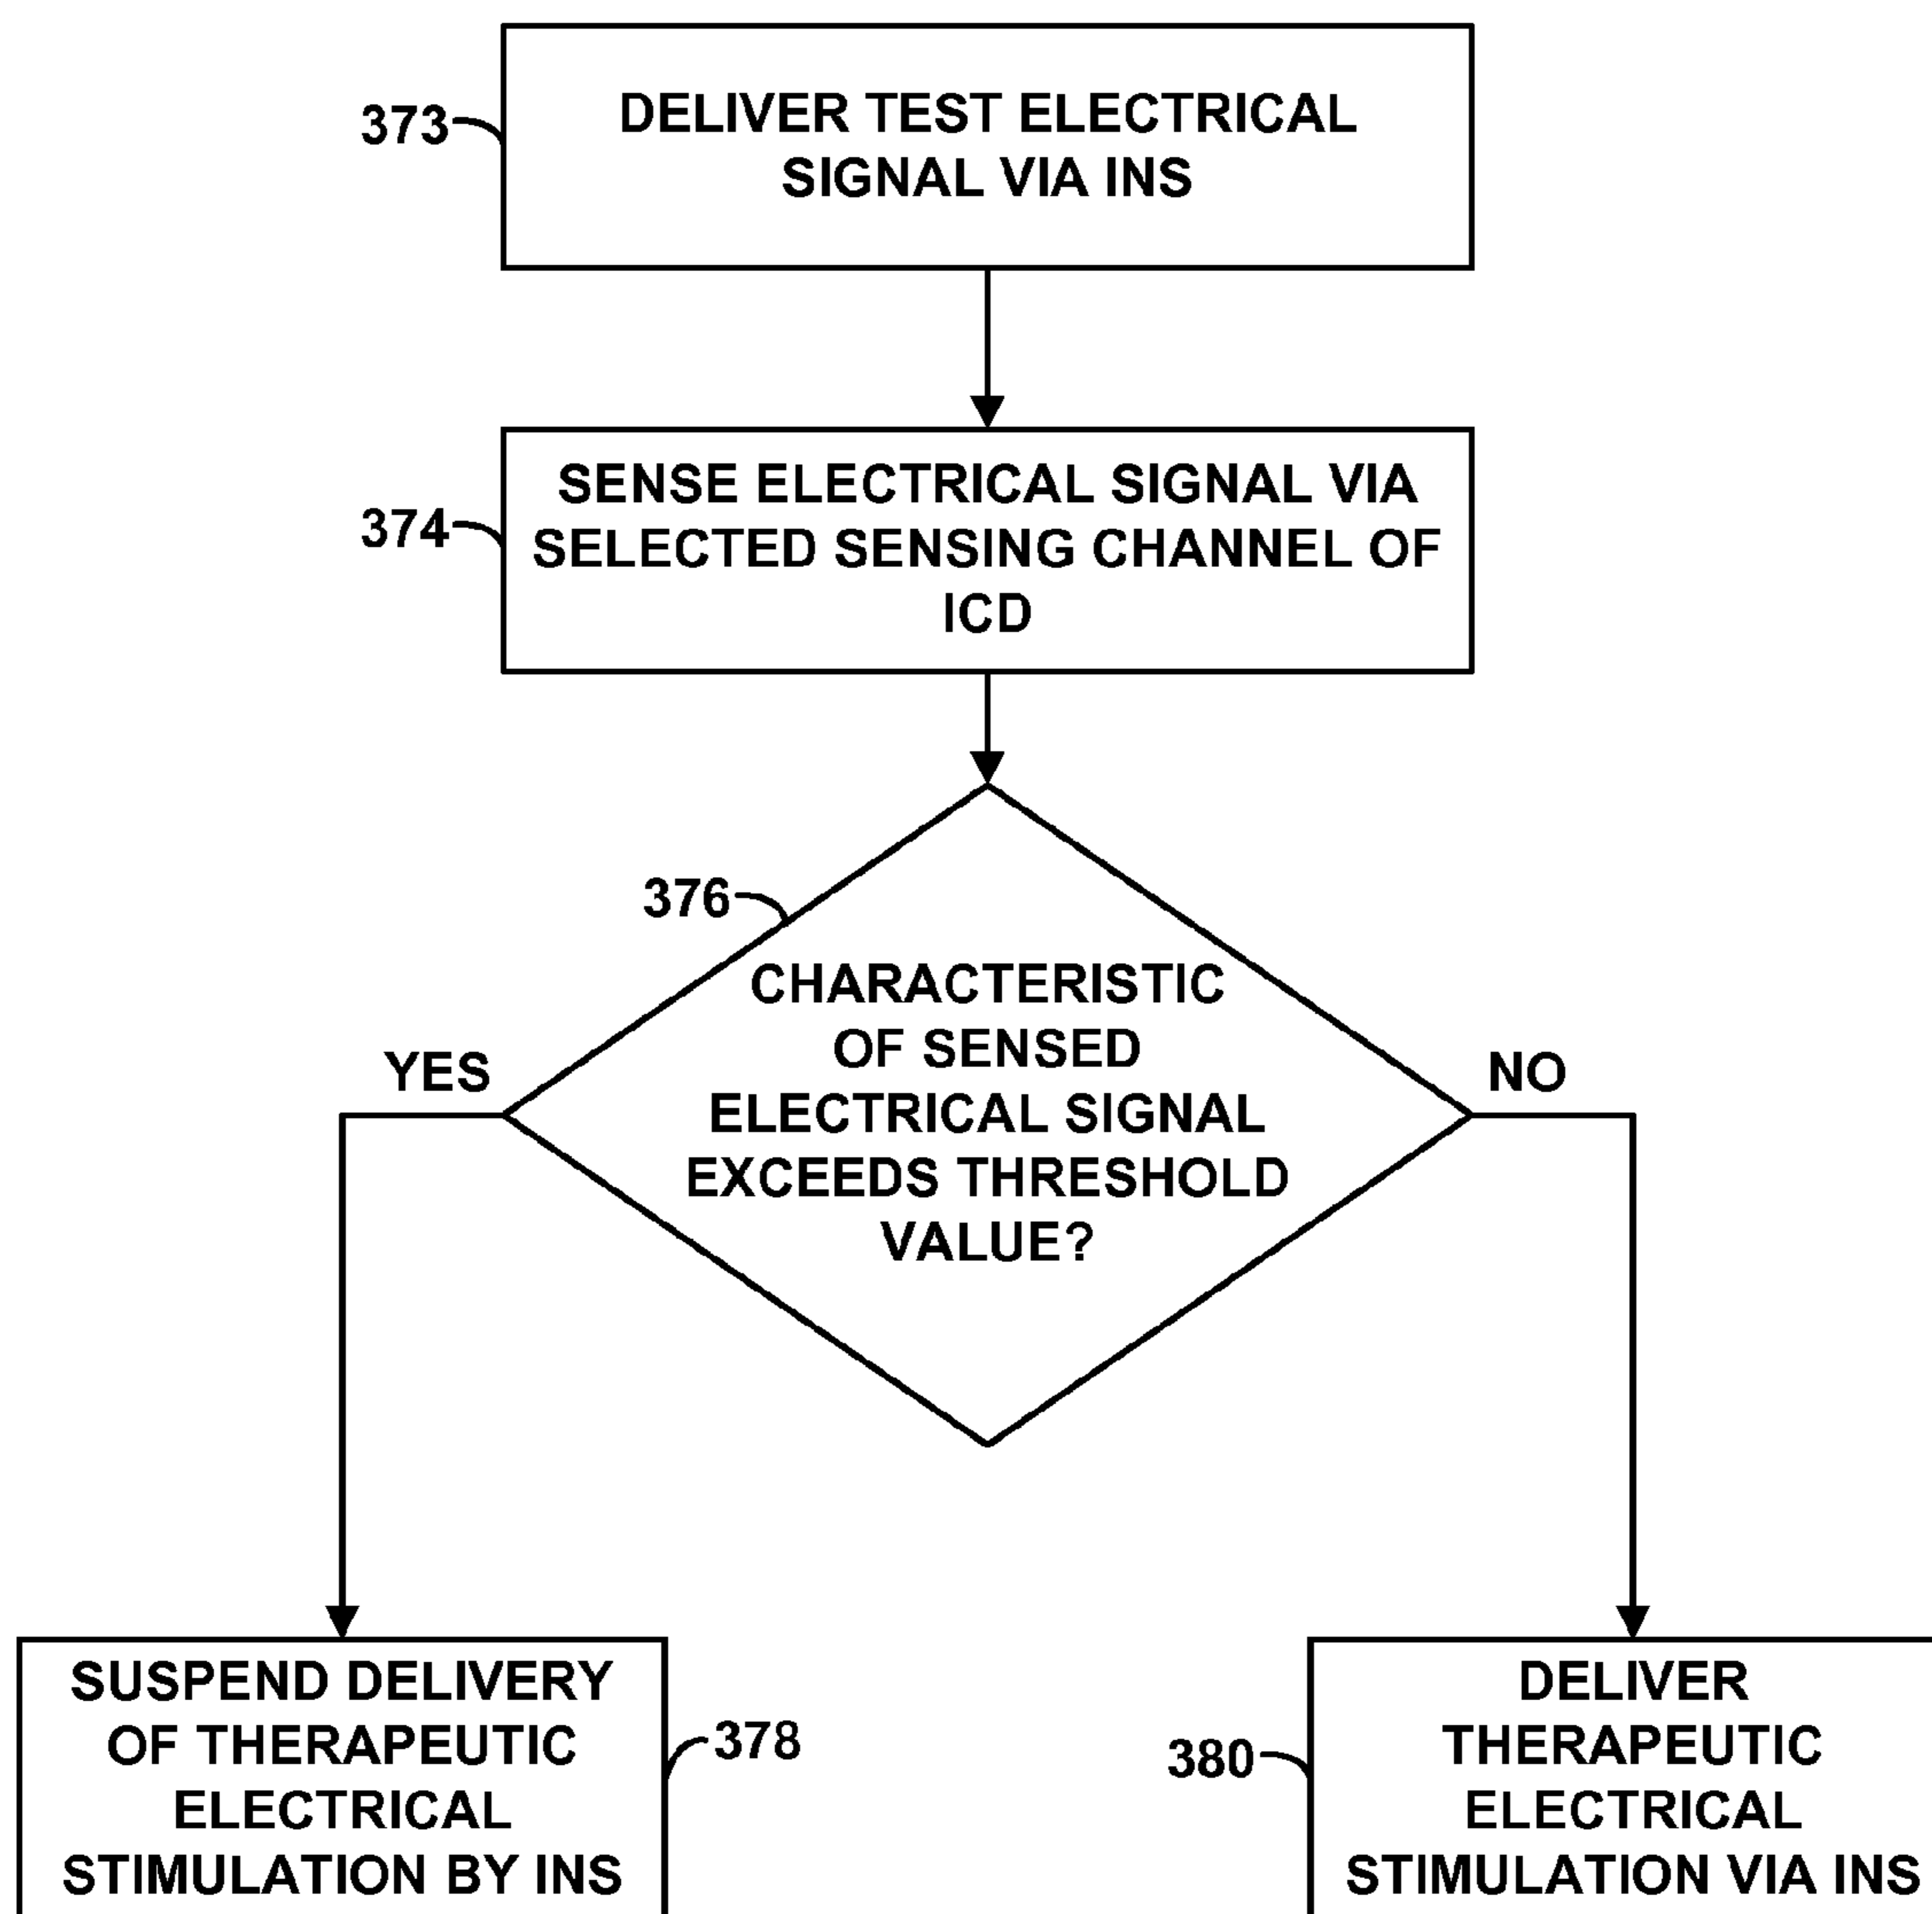 373
DELIVER TEST ELECTRICAL
SIGNAL VIA INS
374
SENSE ELECTRICAL SIGNAL VIA
SELECTED SENSING CHANNEL OF
ICD
376
CHARACTERISTIC
OF SENSED
ELECTRICAL SIGNAL
EXCEEDS THRESHOLD
VALUE?
YES
NO
SUSPEND DELIVERY
OF THERAPEUTIC
ELECTRICAL
STIMULATION BY INS
378
380
DELIVER
THERAPEUTIC
ELECTRICAL
STIMULATION VIA INS